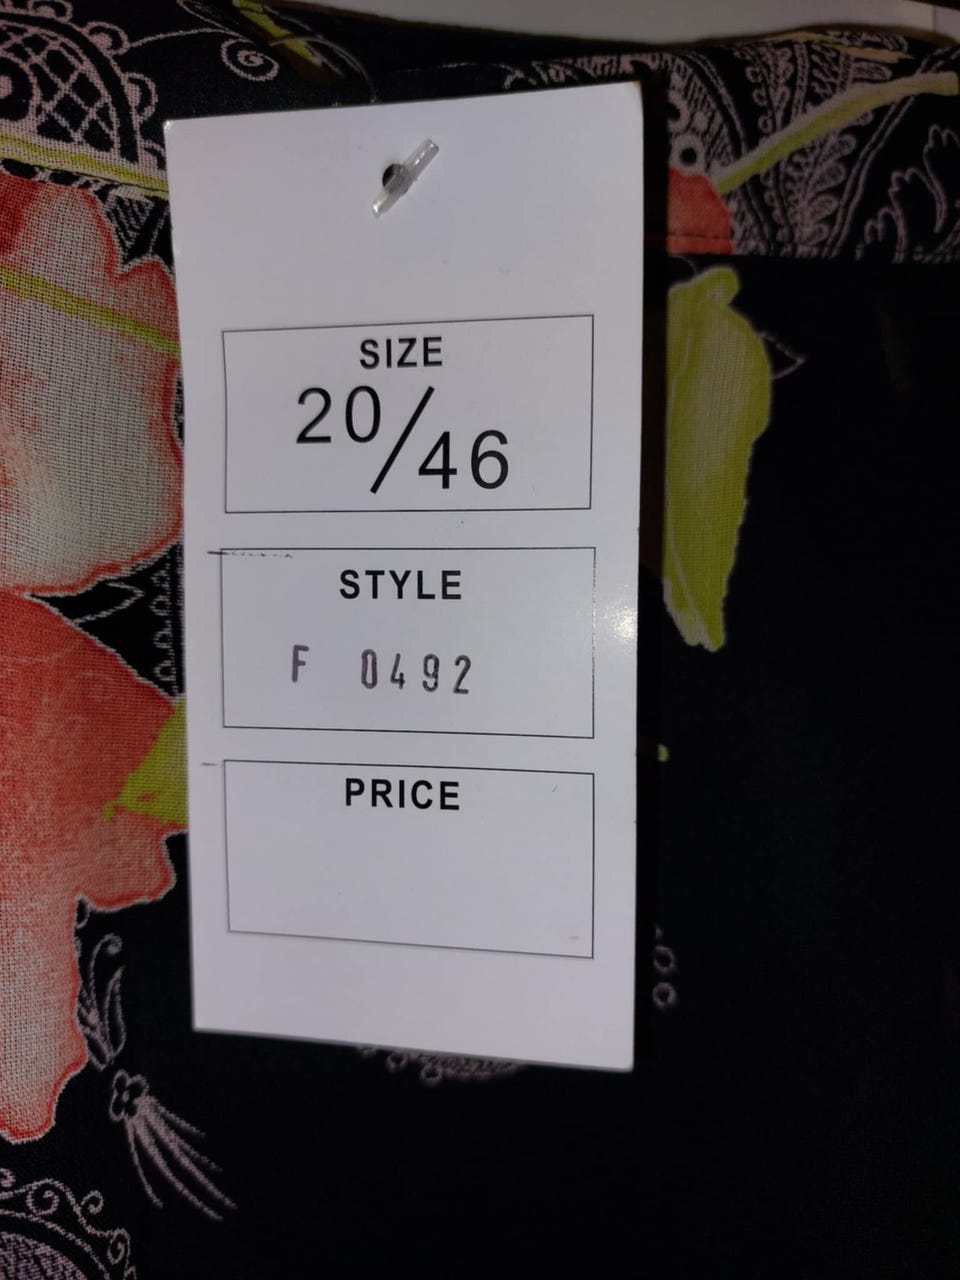 SIZE
20/46
STYLE
F 0492
PRICE